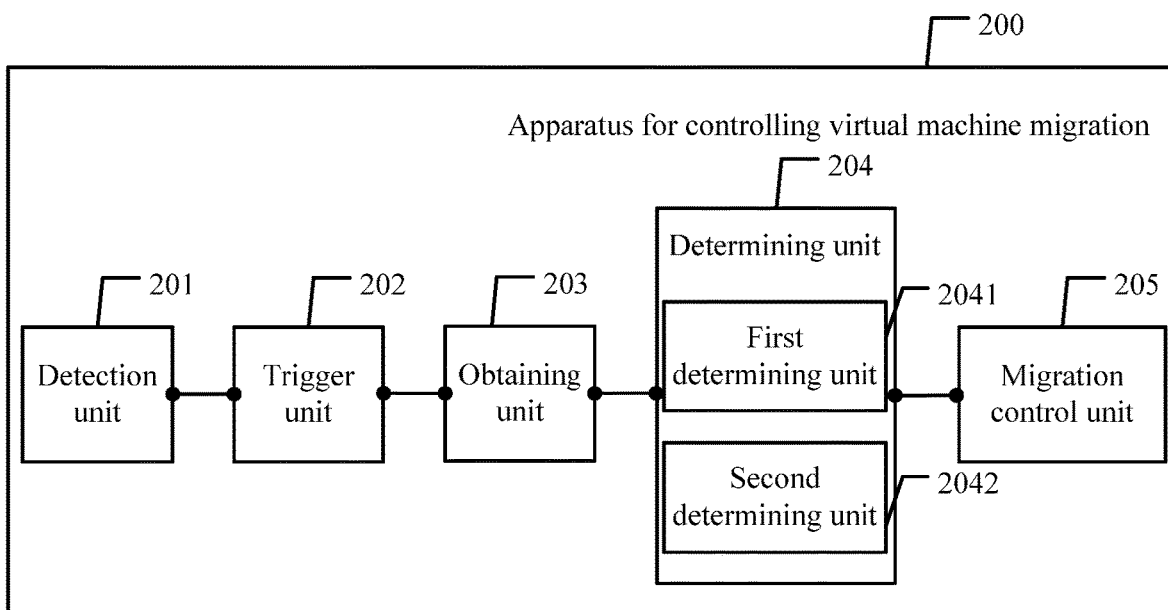 200
Apparatus for controlling virtual machine migration
204
Determining unit
201
202
203
2041
205
Detection
unit
Trigger
unit
Obtaining
unit
First
determining unit
Migration
control unit
Second
determining unit
2042